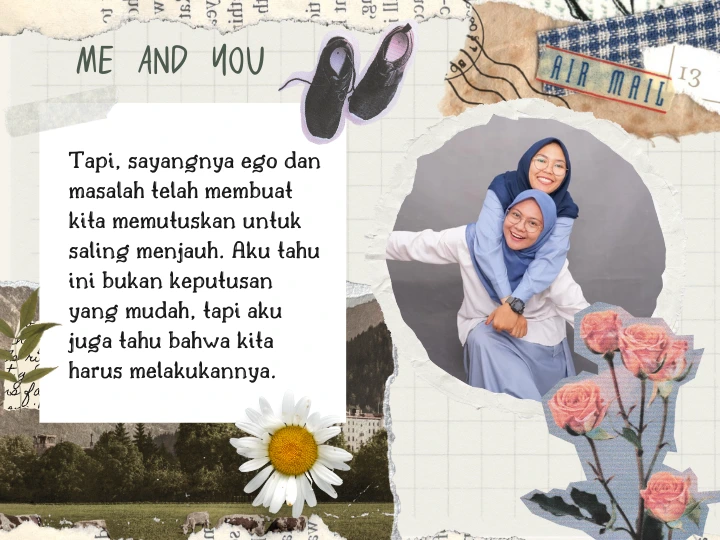 ME AND YOU
AIR MAIL
13
Tapi, sayangnya ego dan
masalah telah membuat
kita memutuskan untuk
saling menjauh. Aku tahu
ini bukan keputusan
yang mudah, tapi aku
juga tahu bahwa kita
harus melakukannya.